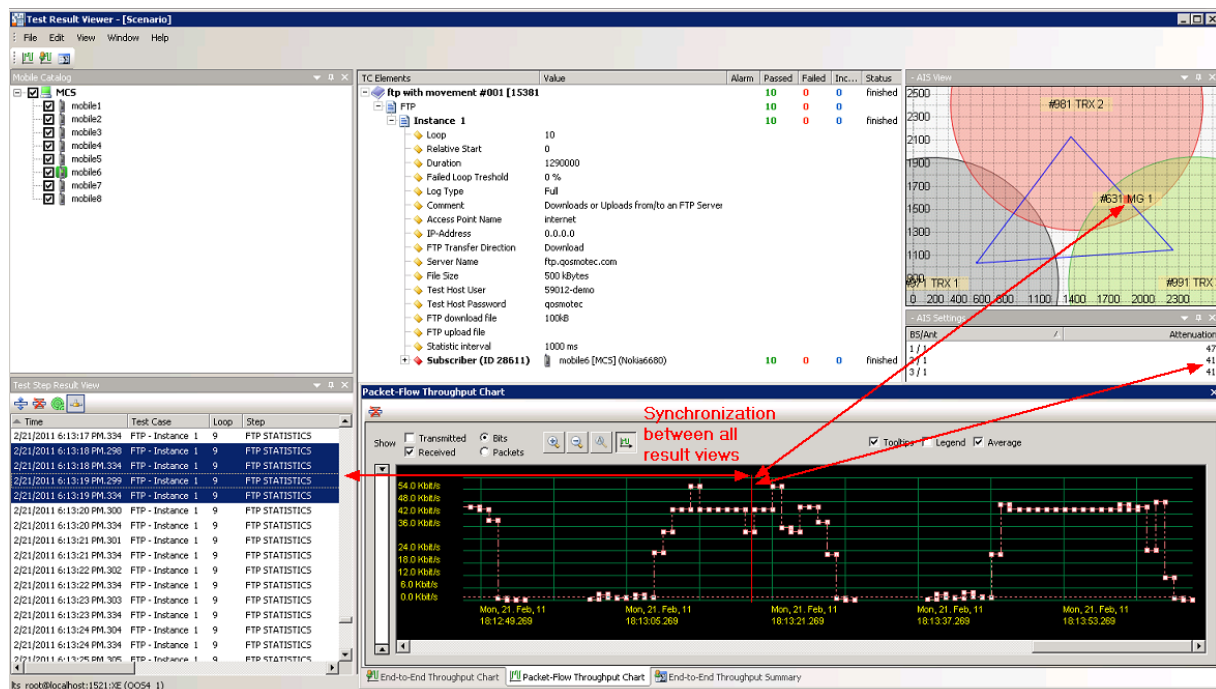 Test Result Viewer - [Scenario]
File Edit View Window Help
Mobile Catalog
MCS
mobile1
mobile2
mobile3
mobile4
mobile5
mobile6
mobile7
mobile8
TC Elements Value Alarm Passed Failed Inc... Status
ftp with movement #001 [15381 10 0 0 finished
FTP 10 0 0
Instance 1 10 0 0 finished
Loop 10
Relative Start 0
Duration 1290000
Failed Loop Treshold 0 %
Log Type Full
Comment Downloads or Uploads from/to an FTP Server
Access Point Name internet
IP-Address 0.0.0.0
FTP Transfer Direction Download
Server Name ftp.qosmotec.com
File Size 500 kBytes
Test Host User 59012-demo
Test Host Password qosmotec
FTP download file 100kB
FTP upload file
Statistic interval 1000 ms
Subscriber (ID 28611) mobile6 [MCS] (Nokia6680) 10 0 0 finished
- AIS View
2500
2300
#981 TRX 2
2100
1900
1700
#631 MG 1
1500
1300
1100
900
TRX 1
#991 TRX
0 200 400 600 800 1100 1400 1700 2000 2300
- AIS Settings
BS/Ant Attenuation
1 / 1 47
2 / 1 41
3 / 1 41
Test Step Result View
Time Test Case Loop Step
2/21/2011 6:13:17 PM.334 FTP - Instance 1 9 FTP STATISTICS
2/21/2011 6:13:18 PM.298 FTP - Instance 1 9 FTP STATISTICS
2/21/2011 6:13:18 PM.334 FTP - Instance 1 9 FTP STATISTICS
2/21/2011 6:13:19 PM.299 FTP - Instance 1 9 FTP STATISTICS
2/21/2011 6:13:19 PM.334 FTP - Instance 1 9 FTP STATISTICS
2/21/2011 6:13:20 PM.300 FTP - Instance 1 9 FTP STATISTICS
2/21/2011 6:13:20 PM.334 FTP - Instance 1 9 FTP STATISTICS
2/21/2011 6:13:21 PM.301 FTP - Instance 1 9 FTP STATISTICS
2/21/2011 6:13:21 PM.334 FTP - Instance 1 9 FTP STATISTICS
2/21/2011 6:13:22 PM.302 FTP - Instance 1 9 FTP STATISTICS
2/21/2011 6:13:22 PM.334 FTP - Instance 1 9 FTP STATISTICS
2/21/2011 6:13:23 PM.303 FTP - Instance 1 9 FTP STATISTICS
2/21/2011 6:13:23 PM.334 FTP - Instance 1 9 FTP STATISTICS
2/21/2011 6:13:24 PM.304 FTP - Instance 1 9 FTP STATISTICS
2/21/2011 6:13:24 PM.334 FTP - Instance 1 9 FTP STATISTICS
2/21/2011 6:13:25 PM.305 FTP - Instance 1 9 FTP STATISTICS
Packet-Flow Throughput Chart
Synchronization
between all
result views
Show Transmitted Bits
Received Packets
Tooltips Legend Average
54.0 Kbit/s
48.0 Kbit/s
42.0 Kbit/s
36.0 Kbit/s
24.0 Kbit/s
18.0 Kbit/s
12.0 Kbit/s
6.0 Kbit/s
0.0 Kbit/s
Mon, 21. Feb, 11 Mon, 21. Feb, 11 Mon, 21. Feb, 11 Mon, 21. Feb, 11 Mon, 21. Feb, 11
18:12:49.269 18:13:05.269 18:13:21.269 18:13:37.269 18:13:53.269
End-to-End Throughput Chart Packet-Flow Throughput Chart End-to-End Throughput Summary
lts_root@localhost:1521:XE (OO54_1)